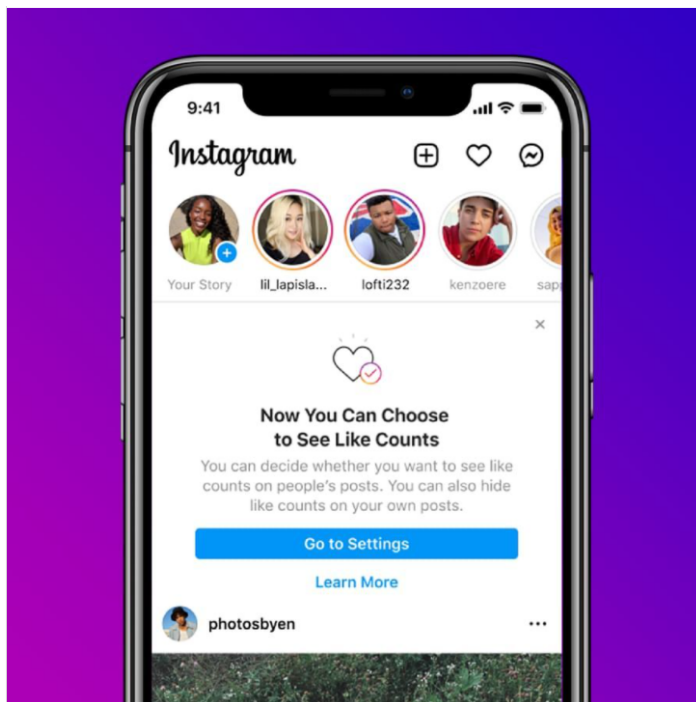 9:41
Instagram
Your Story
lil_lapisla...
lofti232
kenzoere
sapp
Now You Can Choose
to See Like Counts
You can decide whether you want to see like
counts on people's posts. You can also hide
like counts on your own posts.
Go to Settings
Learn More
photosbyen